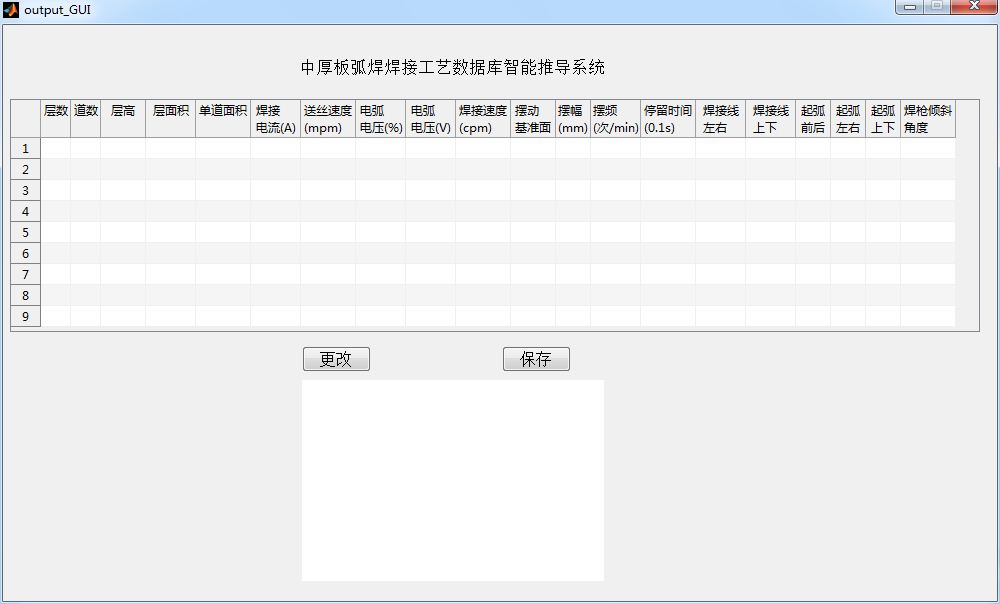 output_GUI
中厚板弧焊焊接工艺数据库智能推导系统
层数 道数 层高 层面积 单道面积 焊接 送丝速度 电弧 电弧 焊接速度 摆动 摆幅 摆频 停留时间 焊接线 焊接线 起弧 起弧 起弧 焊枪倾斜
电流(A) (mpm) 电压(%) 电压(V) (cpm) 基准面 (mm) (次/min) (0.1s) 左右 上下 前后 左右 上下 角度
1
2
3
4
5
6
7
8
9
更改 保存